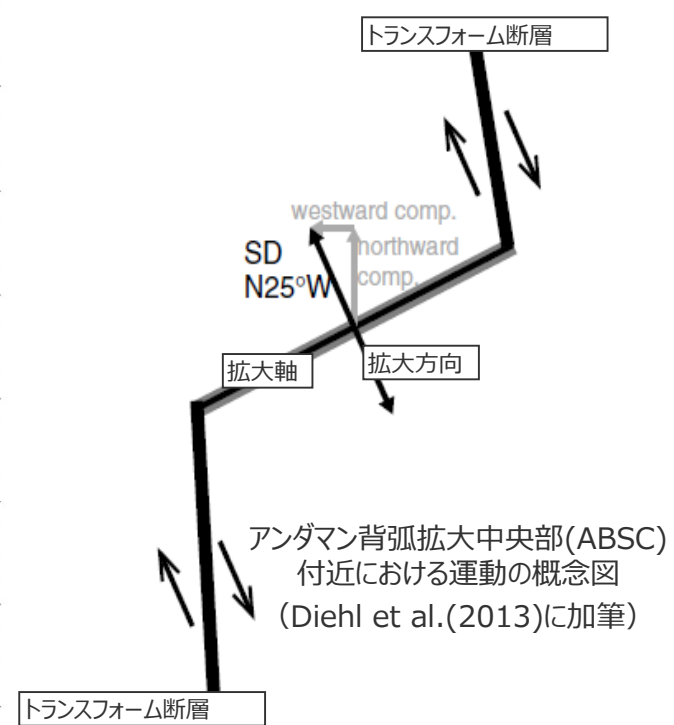 トランスフォーム断層
westward comp.
northward
comp.
SD
N25°W
拡大軸
拡大方向
アンダマン背弧拡大中央部(ABSC)
付近における運動の概念図
（Diehl et al.(2013)に加筆）
トランスフォーム断層